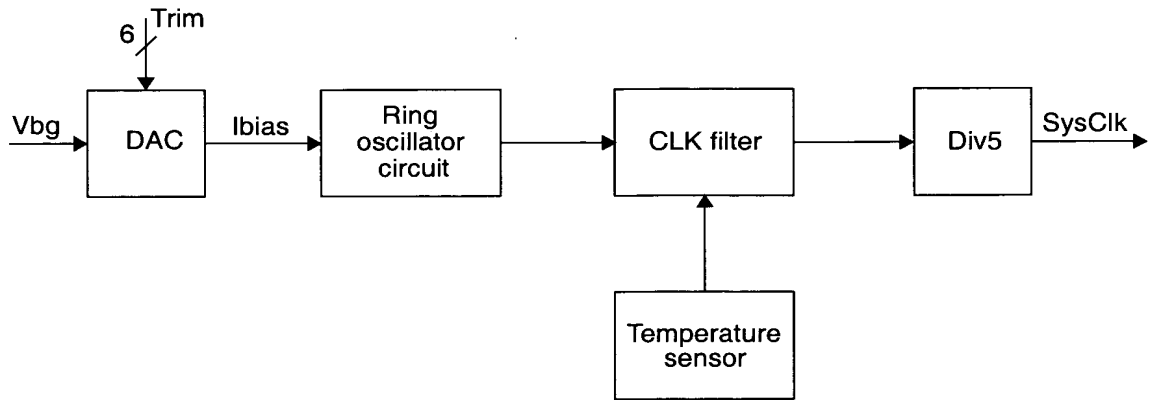 6
Trim
Vbg
DAC
Ibias
Ring
oscillator
circuit
CLK filter
Div5
SysClk
Temperature
sensor